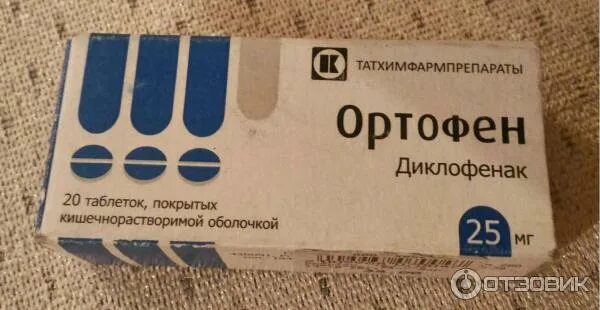 ТАТХИМФАРМПРЕПАРАТЫ
Ортофен
Диклофенак
20 таблеток, покрытых
кишечнорастворимой оболочкой
25 мг
ОТЗОВИК